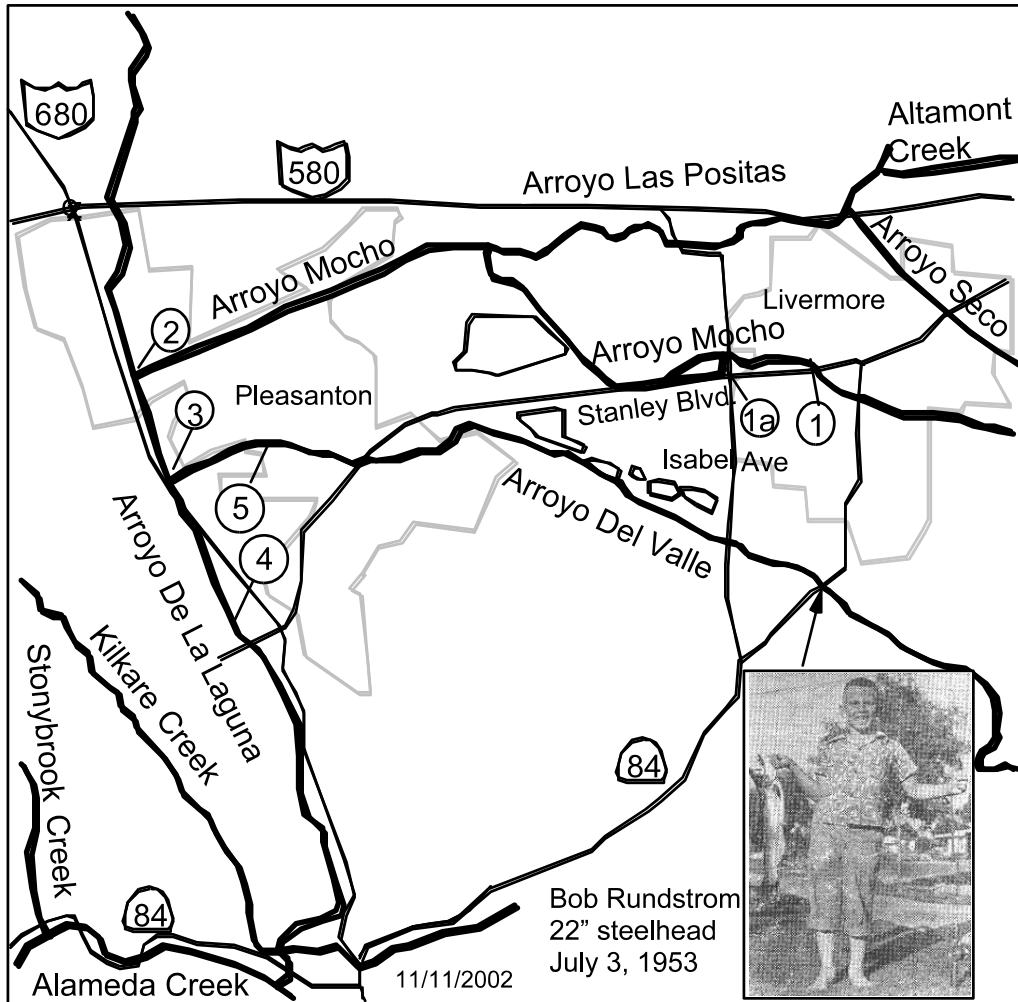 680
580
Altamont
Creek
Arroyo Las Positas
Arroyo Mocho
Arroyo Seco
Livermore
2
Arroyo Mocho
Pleasanton
3
Stanley Blvd.
1a
1
Isabel Ave
5
Arroyo Del Valle
4
Arroyo De La Laguna
Kilkare Creek
Stonybrook Creek
84
84
Bob Rundstrom
22” steelhead
July 3, 1953
Alameda Creek
11/11/2002